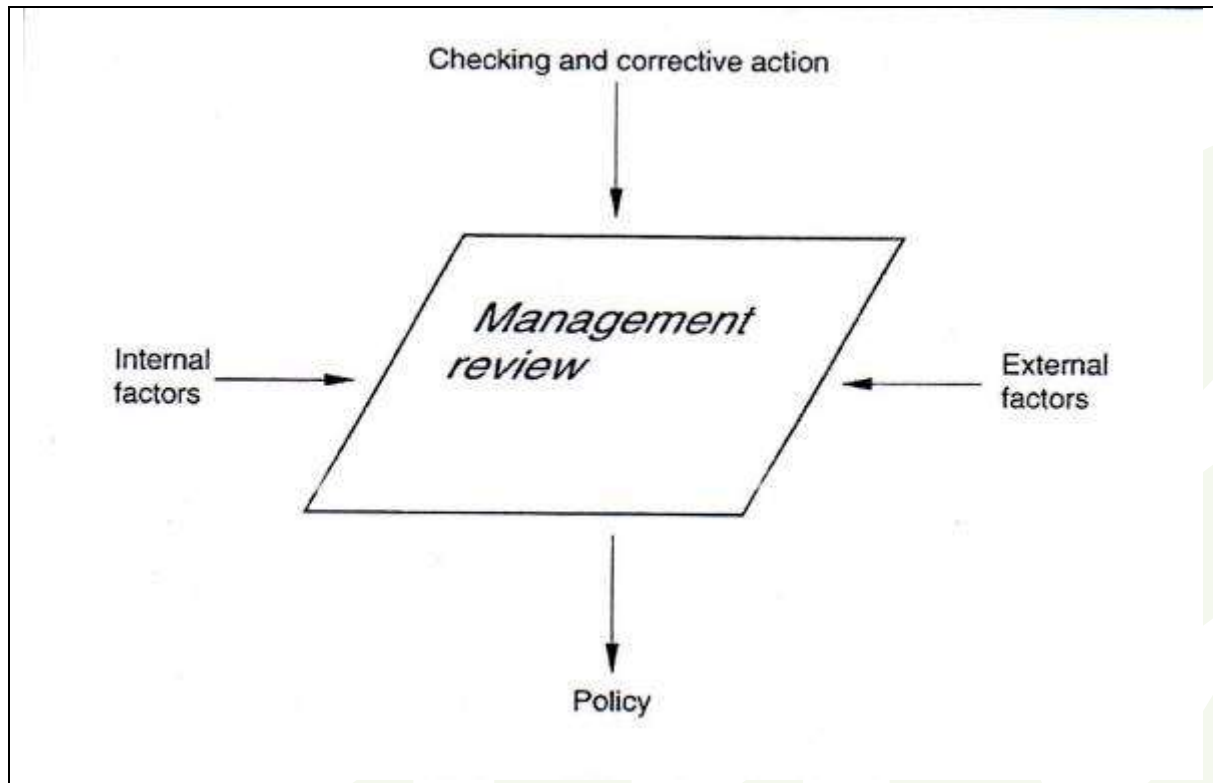 Checking and corrective action
Management
review
Internal
factors
External
factors
Policy